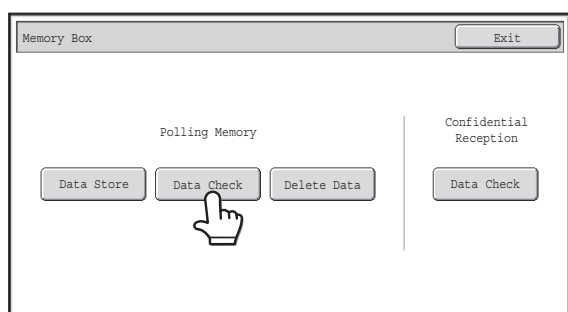 Memory Box
Exit
Polling Memory
Confidential
Reception
Data Store
Data Check
Delete Data
Data Check